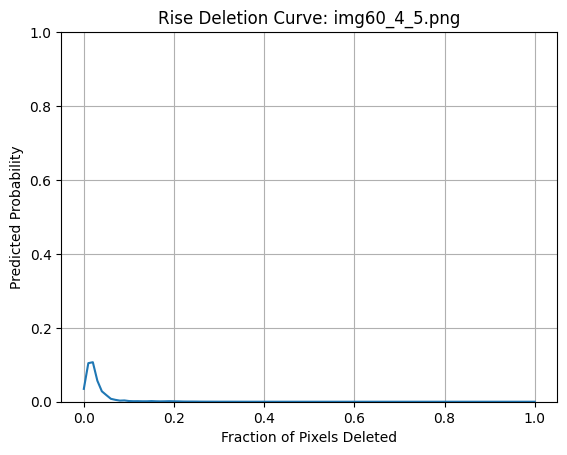 Rise Deletion Curve: img60_4_5.png
Predicted Probability
1.0
0.8
0.6
0.4
0.2
0.0
0.0 0.2 0.4 0.6 0.8 1.0
Fraction of Pixels Deleted